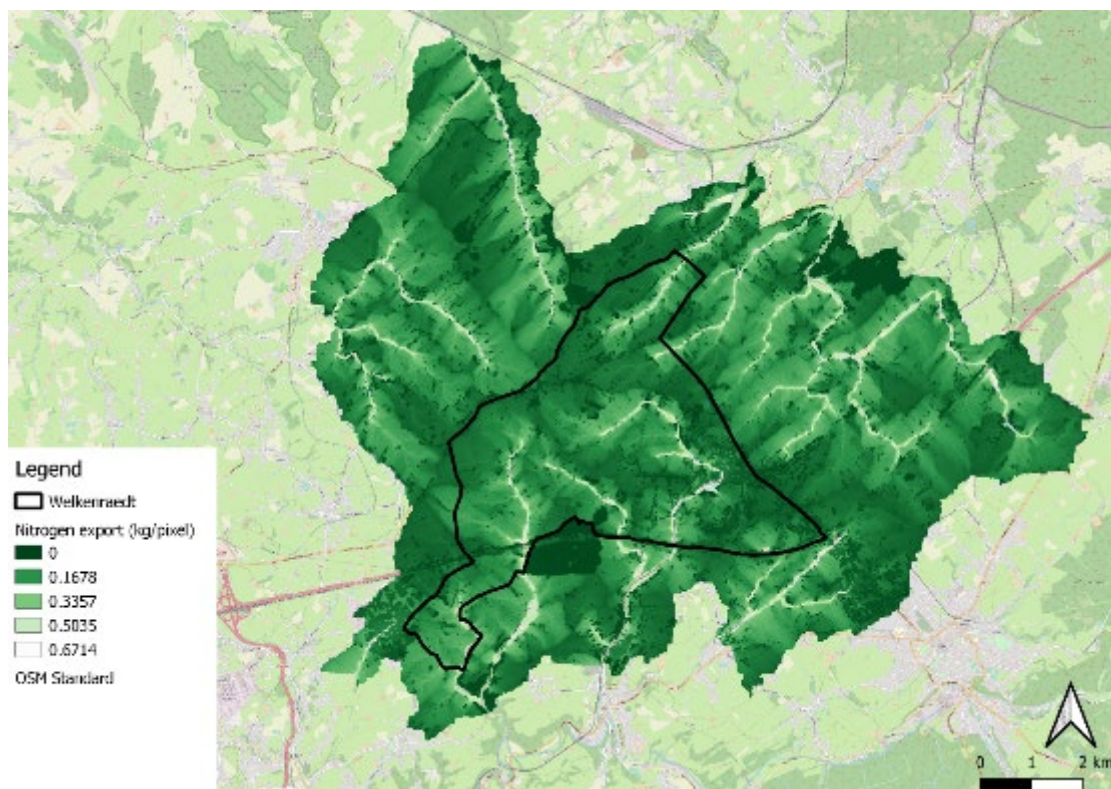 Legend
Welkenraedt
Nitrogen export (kg/pixel)
0
0.1678
0.3357
0.5035
0.6714
OSM Standard
0 1 2 km